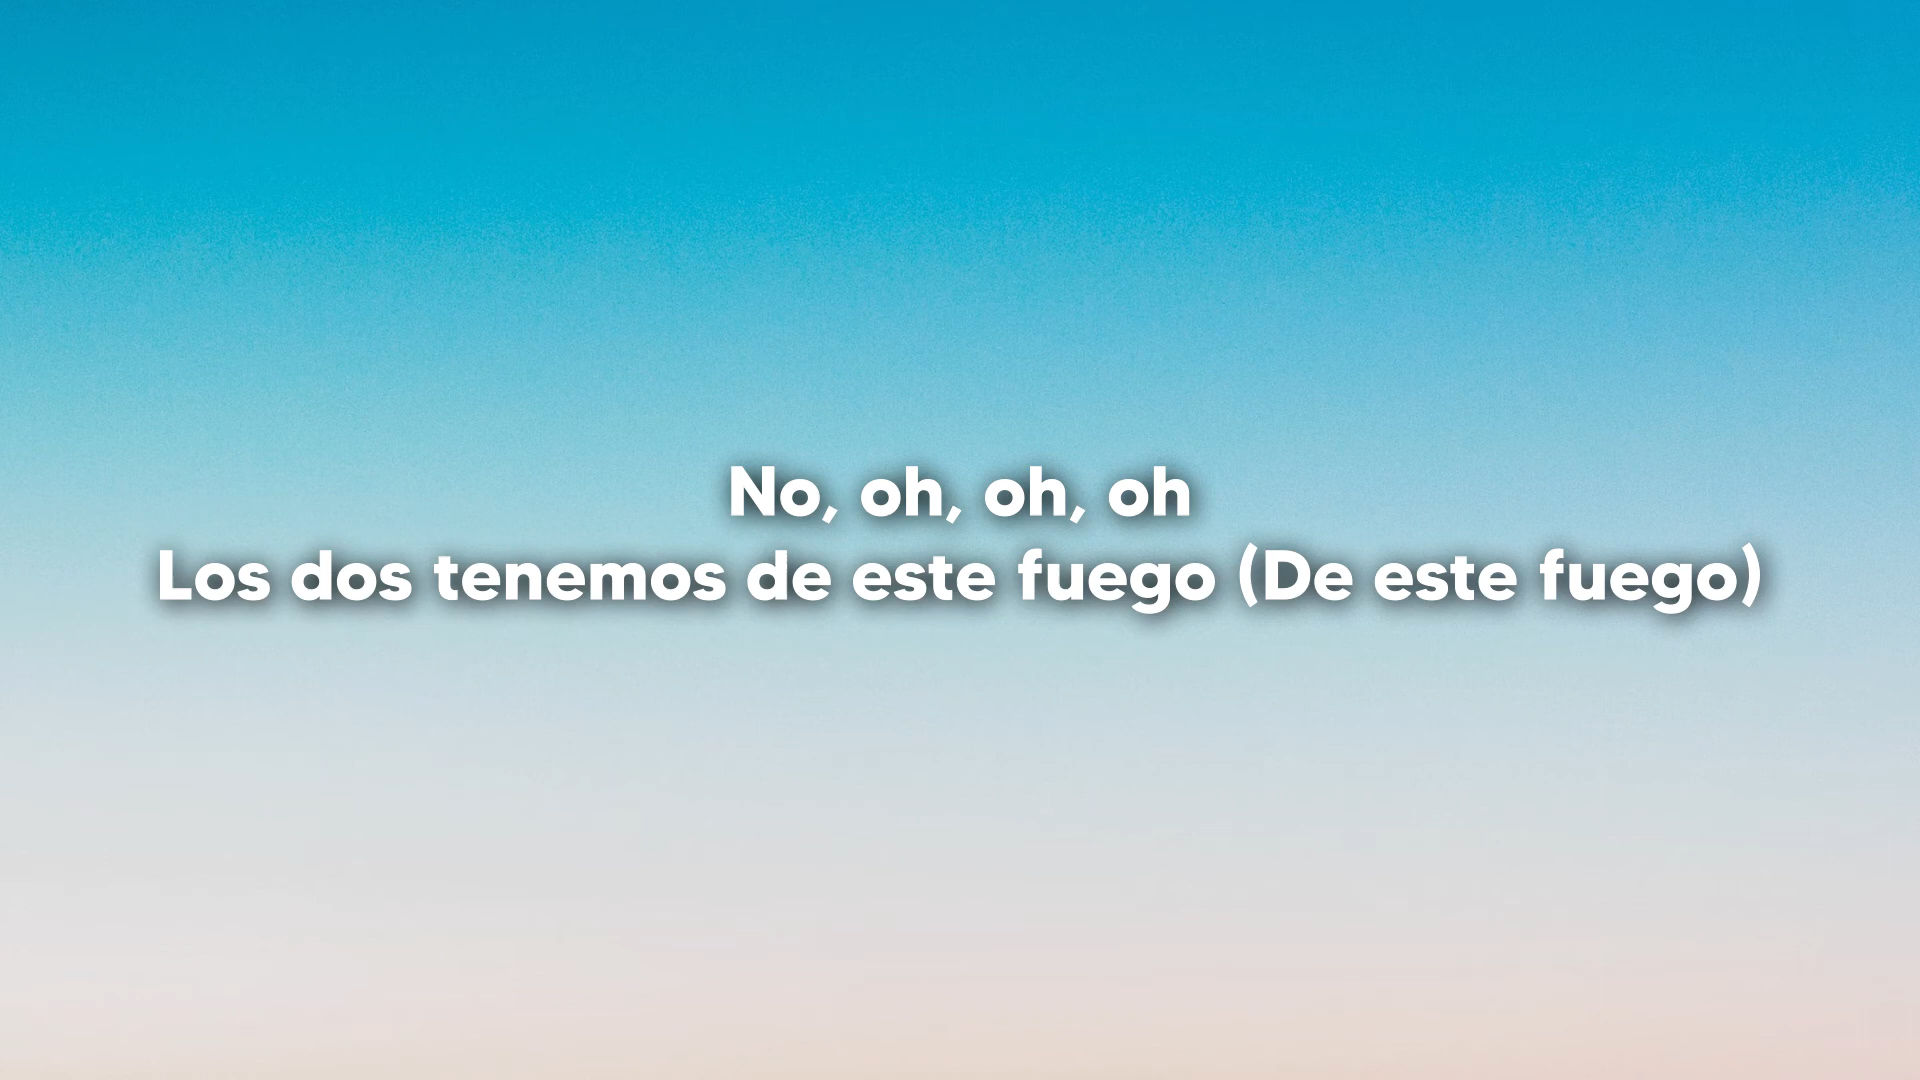 No, oh, oh, oh
Los dos tenemos de este fuego (De este fuego)